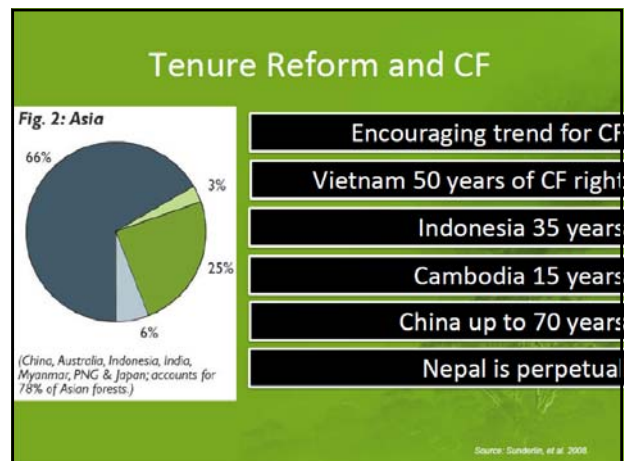 Tenure Reform and CF
Fig. 2: Asia
66%
3%
25%
6%
(China, Australia, Indonesia, India,
Myanmar, PNG & Japan; accounts for
78% of Asian forests.)
Encouraging trend for CF
Vietnam 50 years of CF right
Indonesia 35 years
Cambodia 15 years
China up to 70 years
Nepal is perpetual
Source: Sunderlin, et al. 2008.